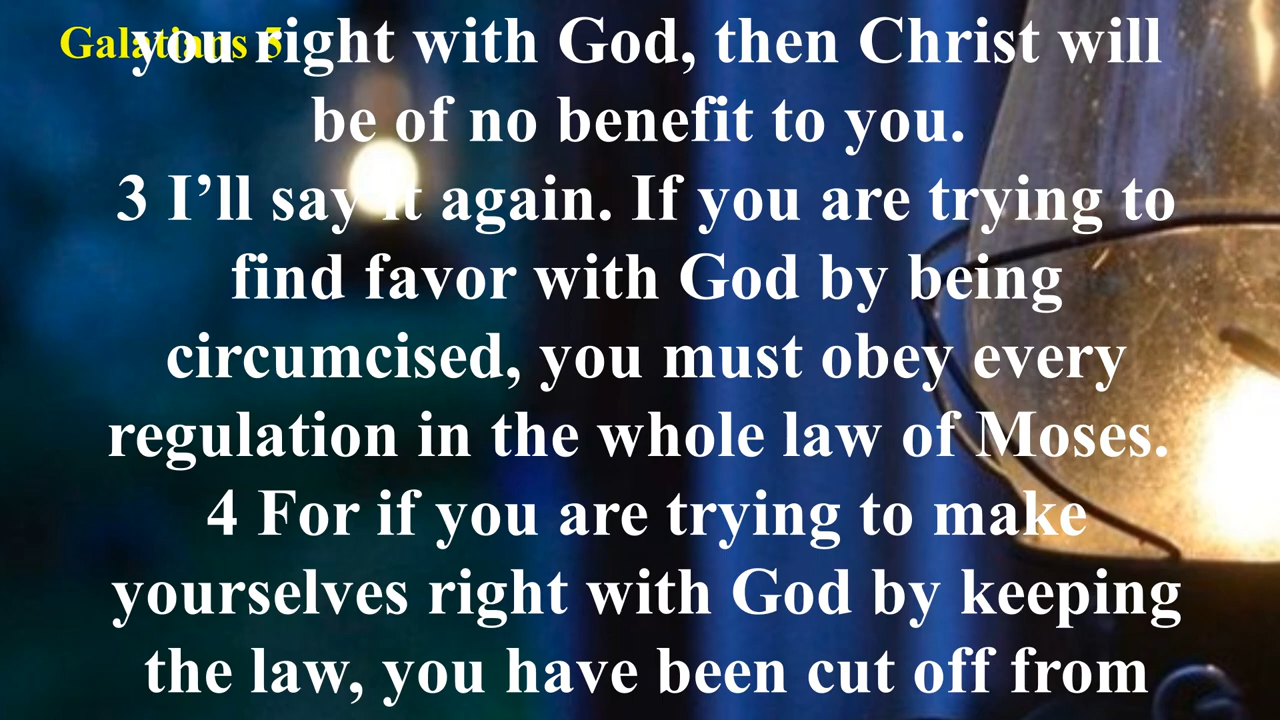 Galatians 5
you right with God, then Christ will
be of no benefit to you.
3 I’ll say it again. If you are trying to
find favor with God by being
circumcised, you must obey every
regulation in the whole law of Moses.
4 For if you are trying to make
yourselves right with God by keeping
the law, you have been cut off from